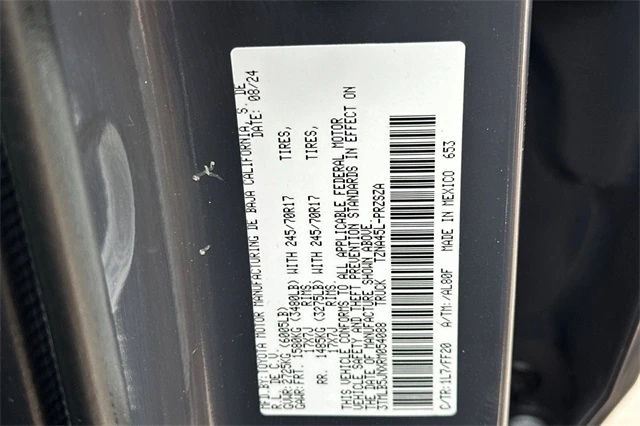 MFD.BY:TOYOTA MOTOR MANUFACTURING DE BAJA CALIFORNIA, S. DE
R.L. DE C.V. DATE: 08/24
GVWR:2725KG (6005LB)
GAWR:FRT. 1580KG (3480LB) WITH 245/70R17 TIRES,
17X7J RIMS,
RR. 1485KG (3275LB) WITH 245/70R17 TIRES,
17X7J RIMS.
THIS VEHICLE CONFORMS TO ALL APPLICABLE FEDERAL MOTOR
VEHICLE SAFETY AND THEFT PREVENTION STANDARDS IN EFFECT ON
THE DATE OF MANUFACTURE SHOWN ABOVE.
3TMLB5JNXRM054088 TRUCK TZNA45L-PRZSZA
C/TR:1L7/FF20 A/TM:/AL80F MADE IN MEXICO 653